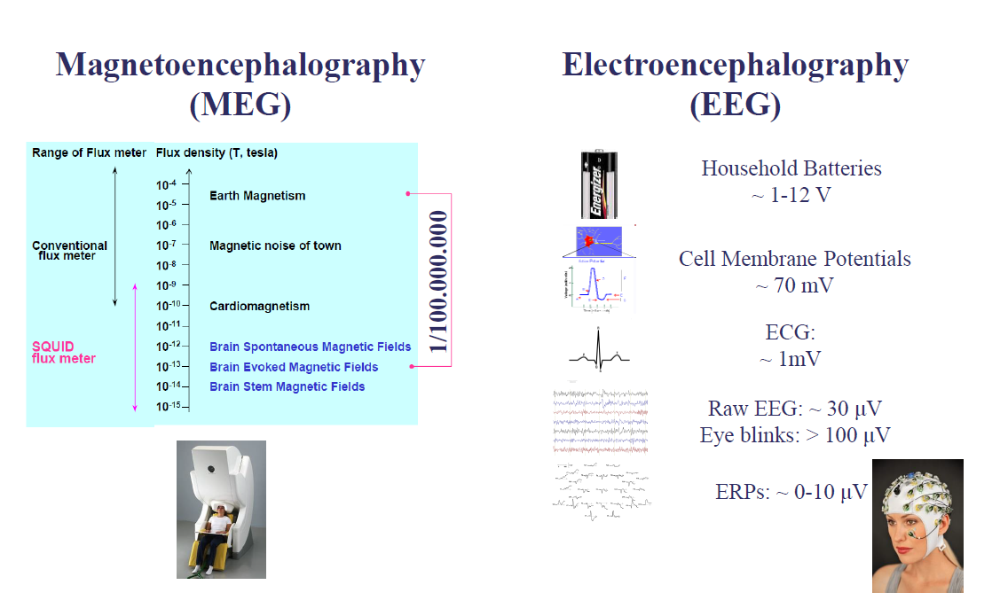 Magnetoencephalography
(MEG)
Range of Flux meter
Flux density (T, tesla)
10-4
10-5
10-6
10-7
10-8
10-9
10-10
10-11
10-12
10-13
10-14
10-15
Conventional
flux meter
SQUID
flux meter
Earth Magnetism
Magnetic noise of town
Cardiomagnetism
Brain Spontaneous Magnetic Fields
Brain Evoked Magnetic Fields
Brain Stem Magnetic Fields
1/100.000.000
Electroencephalography
(EEG)
Energizer
Household Batteries
~ 1-12 V
Cell Membrane Potentials
~ 70 mV
ECG:
~ 1mV
Raw EEG: ~ 30 μV
Eye blinks: > 100 μV
ERPs: ~ 0-10 μV